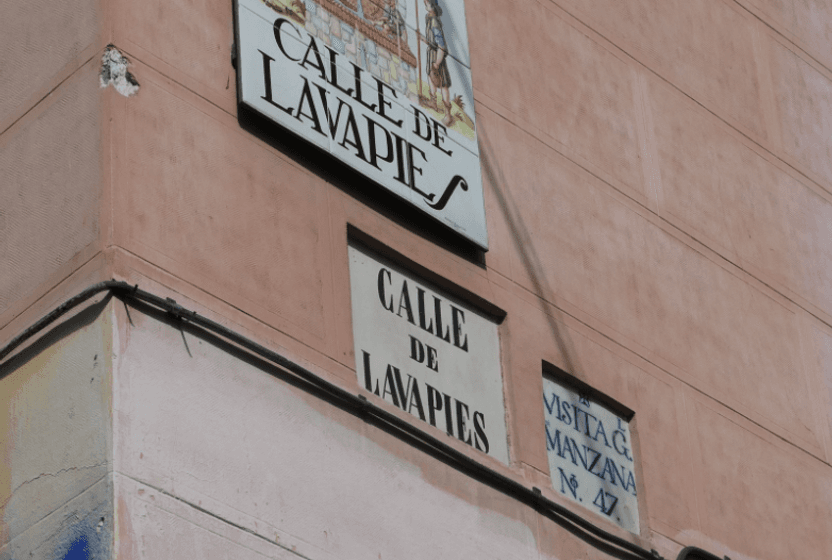 CALLE DE
LAVAPIES
CALLE
DE
LAVAPIES
VISITA G.
MANZANA
Nº. 47.